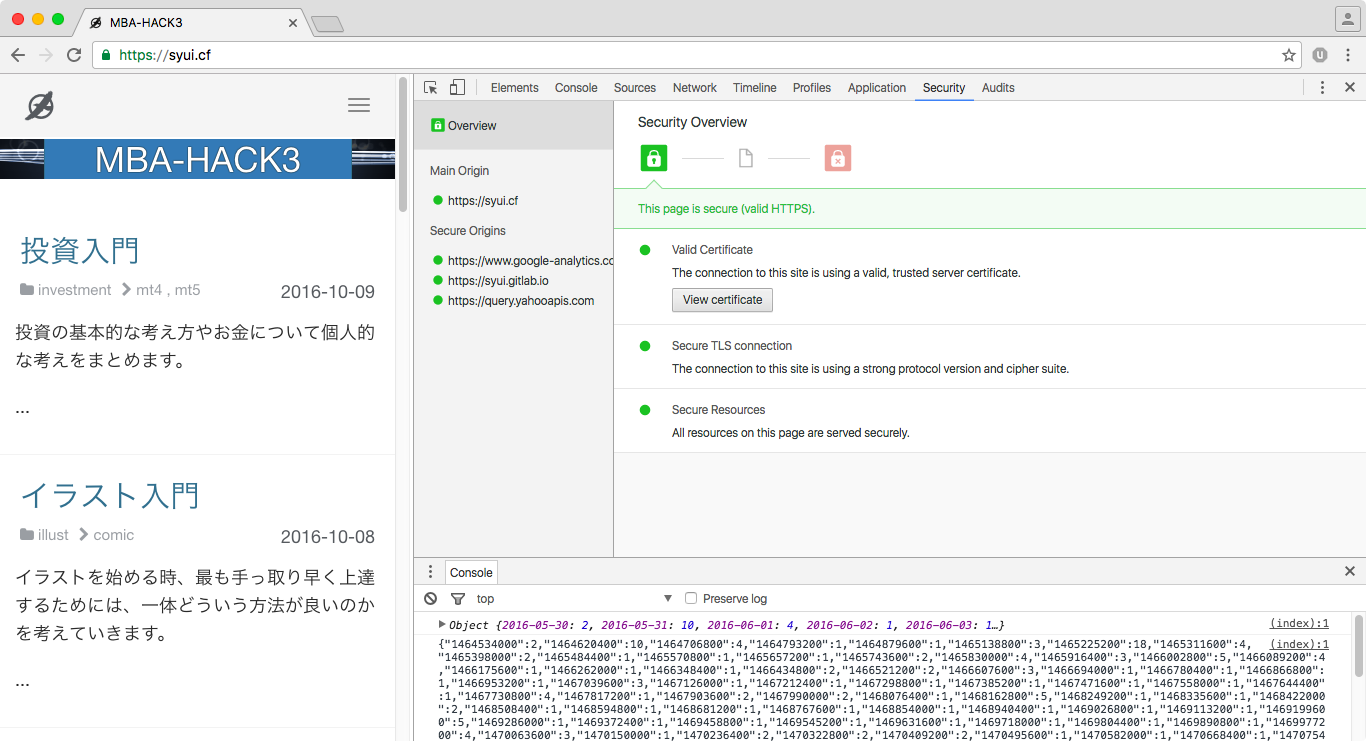 MBA-HACK3
https://syui.cf
U
Elements Console Sources Network Timeline Profiles Application Security Audits
MBA-HACK3
投資入門
investment mt4 , mt5 2016-10-09
投資の基本的な考え方やお金について個人的
な考えをまとめます。
...
イラスト入門
illust comic 2016-10-08
イラストを始める時、最も手っ取り早く上達
するためには、一体どういう方法が良いのか
を考えていきます。
...
Overview
Main Origin
https://syui.cf
Secure Origins
https://www.google-analytics.co
https://syui.gitlab.io
https://query.yahooapis.com
Security Overview
This page is secure (valid HTTPS).
Valid Certificate
The connection to this site is using a valid, trusted server certificate.
View certificate
Secure TLS connection
The connection to this site is using a strong protocol version and cipher suite.
Secure Resources
All resources on this page are served securely.
Console
top Preserve log
Object {2016-05-30: 2, 2016-05-31: 10, 2016-06-01: 4, 2016-06-02: 1, 2016-06-03: 1…} (index):1
{"1464534000":2,"1464620400":10,"1464706800":4,"1464793200":1,"1464879600":1,"1465138800":3,"1465225200":18,"1465311600":4, (index):1
"1465398000":2,"1465484400":1,"1465570800":1,"1465657200":1,"1465743600":2,"1465830000":4,"1465916400":3,"1466002800":5,"1466089200":4
,"1466175600":1,"1466262000":1,"1466348400":1,"1466434800":2,"1466521200":2,"1466607600":3,"1466694000":1,"1466780400":1,"1466866800":
1,"1466953200":1,"1467039600":3,"1467126000":1,"1467212400":1,"1467298800":1,"1467385200":1,"1467471600":1,"1467558000":1,"1467644400"
:1,"1467730800":4,"1467817200":1,"1467903600":2,"1467990000":2,"1468076400":1,"1468162800":5,"1468249200":1,"1468335600":1,"1468422000
":2,"1468508400":1,"1468594800":1,"1468681200":1,"1468767600":1,"1468854000":1,"1468940400":1,"1469026800":1,"1469113200":1,"146919960
0":5,"1469286000":1,"1469372400":1,"1469458800":1,"1469545200":1,"1469631600":1,"1469718000":1,"1469804400":1,"1469890800":1,"14699772
00":4,"1470063600":3,"1470150000":1,"1470236400":2,"1470322800":2,"1470409200":2,"1470495600":1,"1470582000":1,"1470668400":1,"1470754